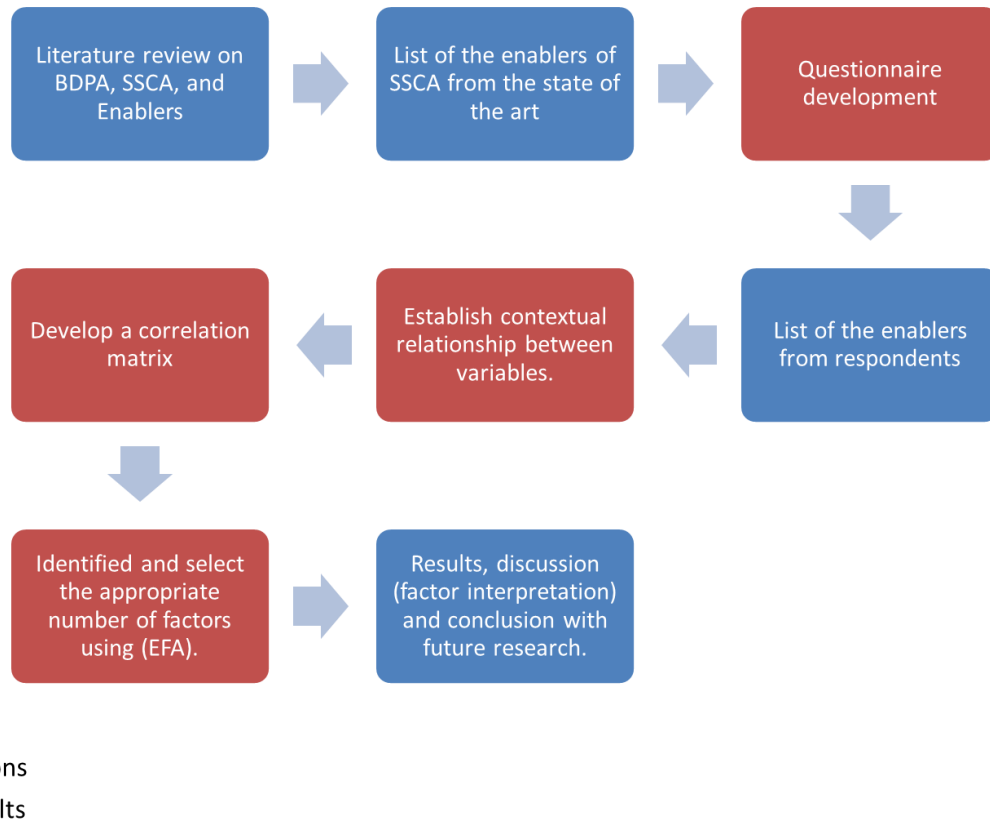 Literature review on
BDPA, SSCA, and
Enablers
List of the enablers of
SSCA from the state of
the art
Questionnaire
development
List of the enablers
from respondents
Establish contextual
relationship between
variables.
Develop a correlation
matrix
Identified and select
the appropriate
number of factors
using (EFA).
Results, discussion
(factor interpretation)
and conclusion with
future research.